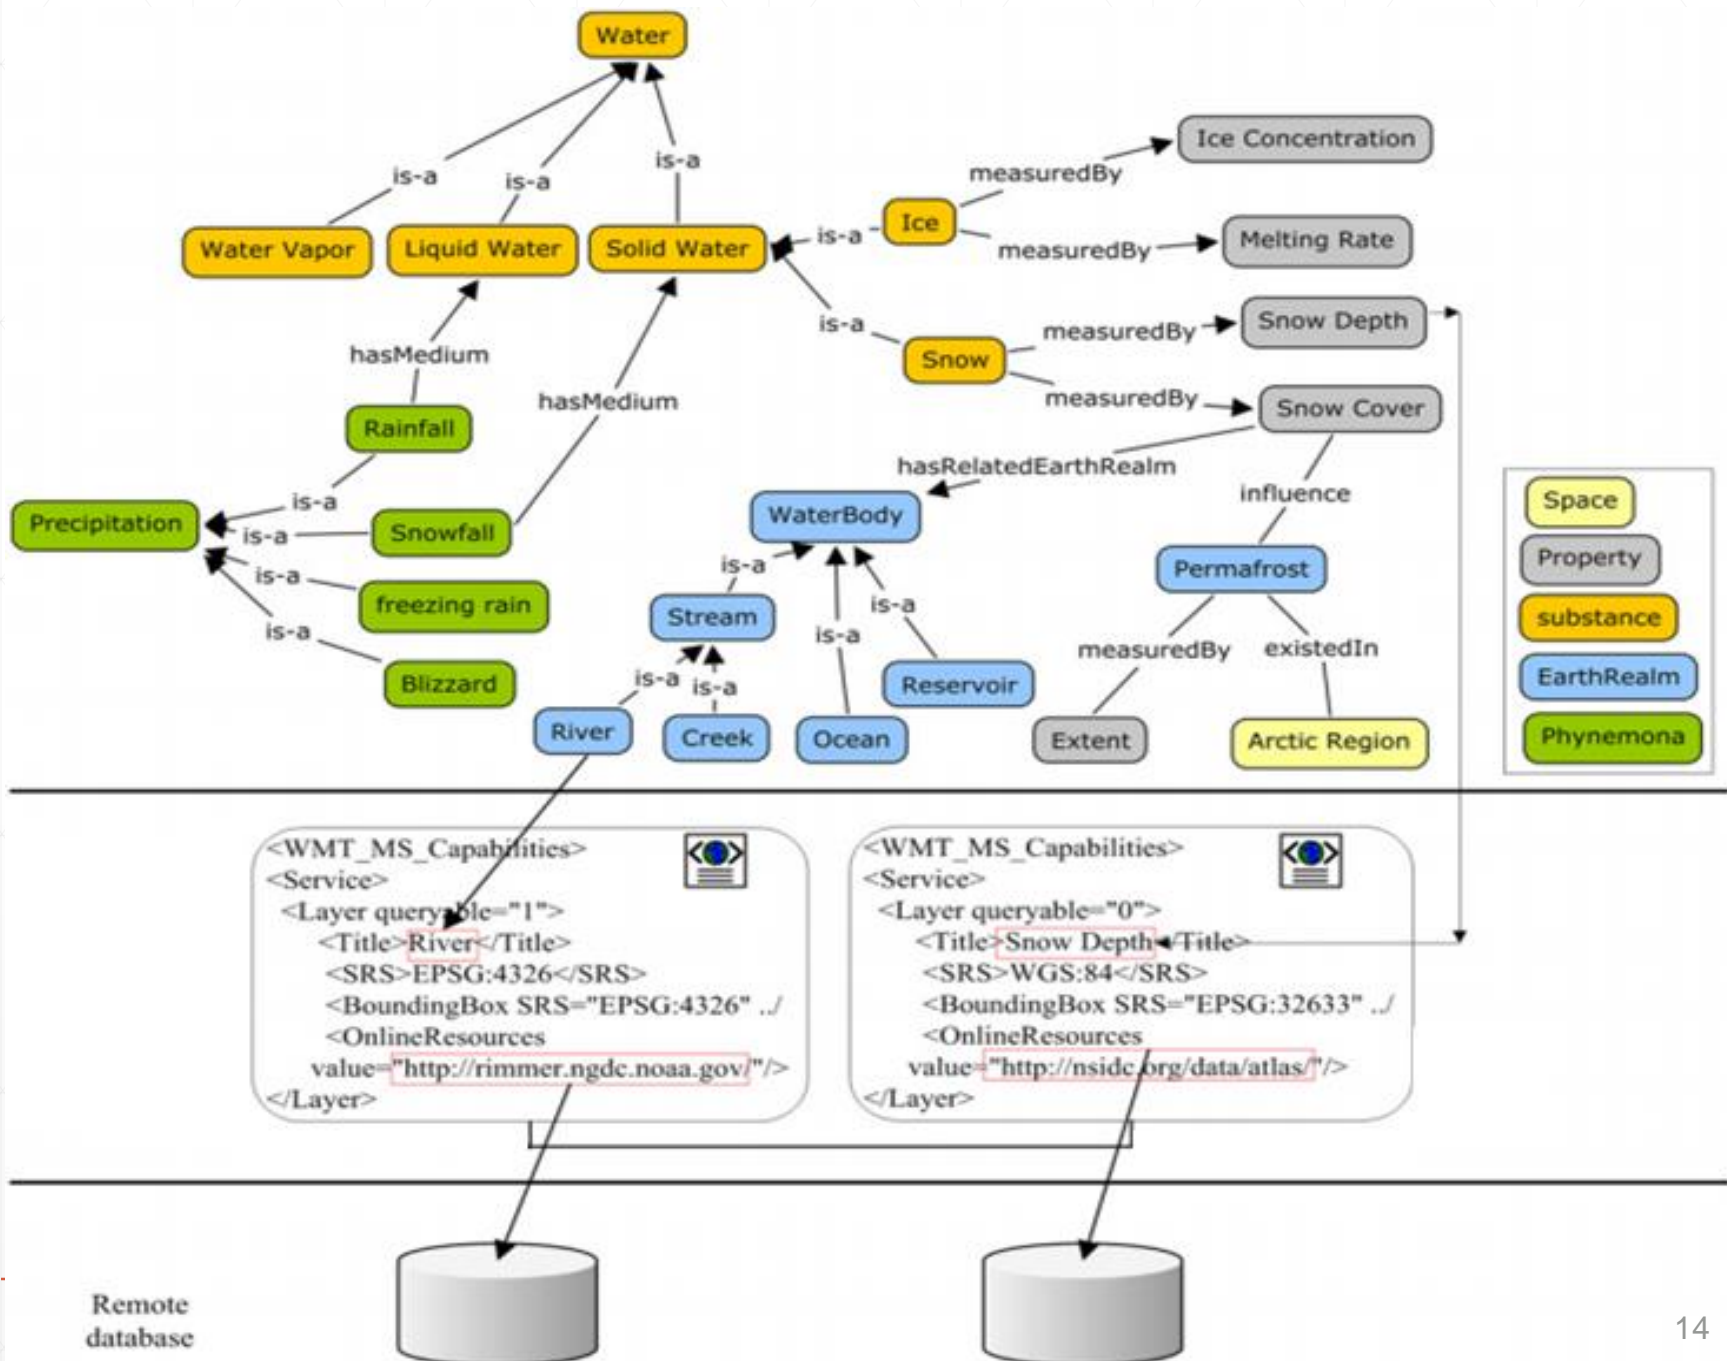 Water
is-a
is-a
is-a
Water Vapor
Liquid Water
Solid Water
is-a
Ice
measuredBy
Ice Concentration
measuredBy
Melting Rate
is-a
Snow
measuredBy
Snow Depth
measuredBy
Snow Cover
hasMedium
hasMedium
Rainfall
is-a
Precipitation
is-a
Snowfall
is-a
freezing rain
is-a
Blizzard
hasRelatedEarthRealm
influence
WaterBody
Permafrost
is-a
is-a
is-a
Stream
Reservoir
is-a
is-a
River
Creek
Ocean
measuredBy
existedIn
Extent
Arctic Region
Space
Property
substance
EarthRealm
Phynemona
<WMT_MS_Capabilities>
<Service>
<Layer queryable="1">
<Title>River</Title>
<SRS>EPSG:4326</SRS>
<BoundingBox SRS="EPSG:4326" ../
<OnlineResources
value="http://rimmer.ngdc.noaa.gov/"/>
</Layer>
<WMT_MS_Capabilities>
<Service>
<Layer queryable="0">
<Title>Snow Depth</Title>
<SRS>WGS:84</SRS>
<BoundingBox SRS="EPSG:32633" ../
<OnlineResources
value="http://nsidc.org/data/atlas/"/>
</Layer>
Remote
database
14